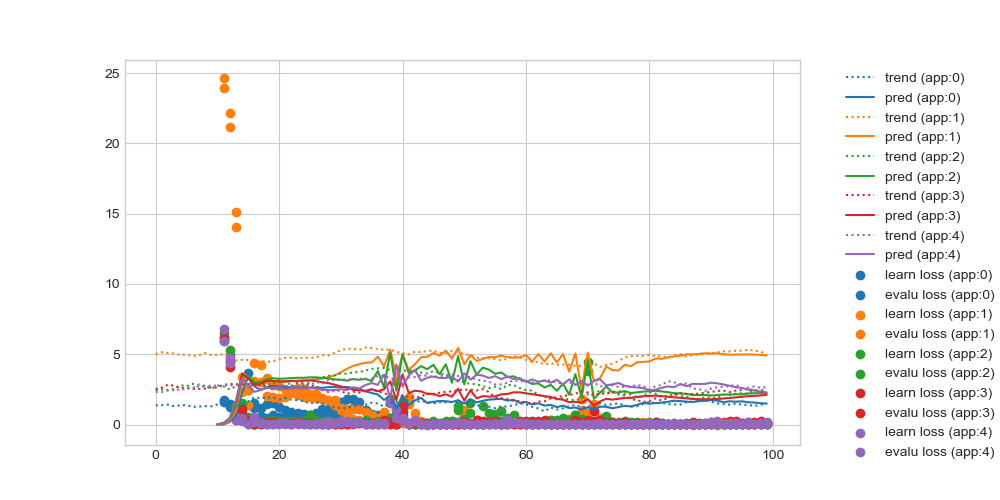 25
20
15
10
5
0
0 20 40 60 80 100
trend (app:0)
pred (app:0)
trend (app:1)
pred (app:1)
trend (app:2)
pred (app:2)
trend (app:3)
pred (app:3)
trend (app:4)
pred (app:4)
learn loss (app:0)
evalu loss (app:0)
learn loss (app:1)
evalu loss (app:1)
learn loss (app:2)
evalu loss (app:2)
learn loss (app:3)
evalu loss (app:3)
learn loss (app:4)
evalu loss (app:4)